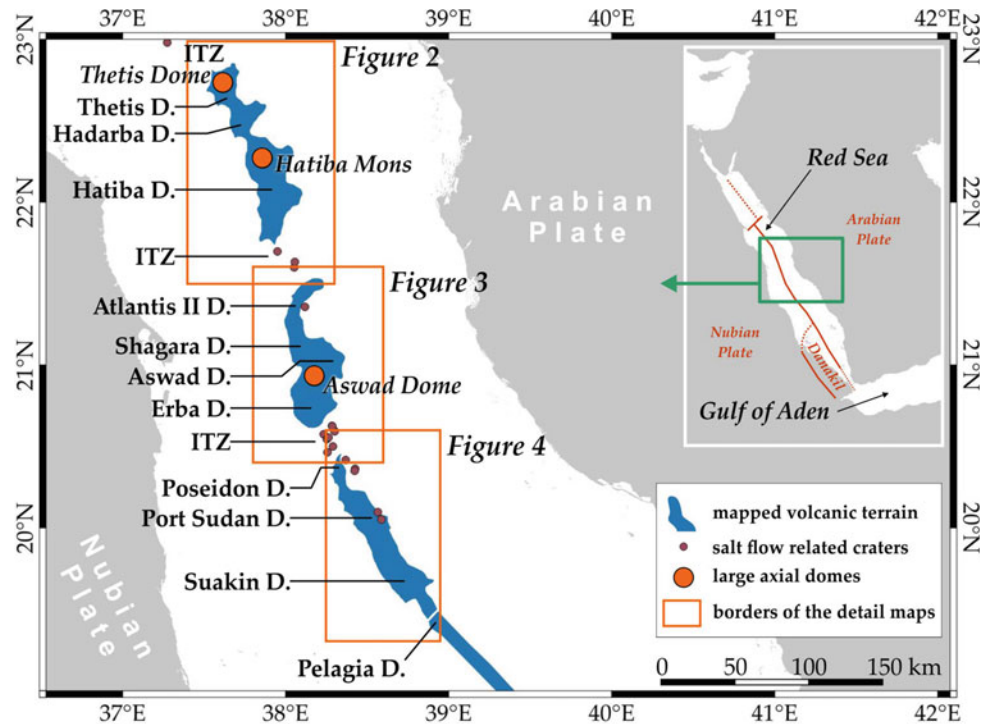 37°E 38°E 39°E 40°E 41°E 42°E
23°N
23°N
ITZ
Figure 2
Thetis Dome
Thetis D.
Hadarba D.
Hatiba Mons
Hatiba D.
22°N
22°N
ITZ
Arabian
Plate
Figure 3
Atlantis II D.
Shagara D.
21°N
21°N
Aswad D.
Aswad Dome
Erba D.
ITZ
Figure 4
Poseidon D.
Port Sudan D.
20°N
20°N
Suakin D.
Nubian
Plate
Pelagia D.
Red Sea
Arabian
Plate
Nubian
Plate
Danakil
Gulf of Aden
mapped volcanic terrain
salt flow related craters
large axial domes
borders of the detail maps
0 50 100 150 km
37°E 38°E 39°E 40°E 41°E 42°E